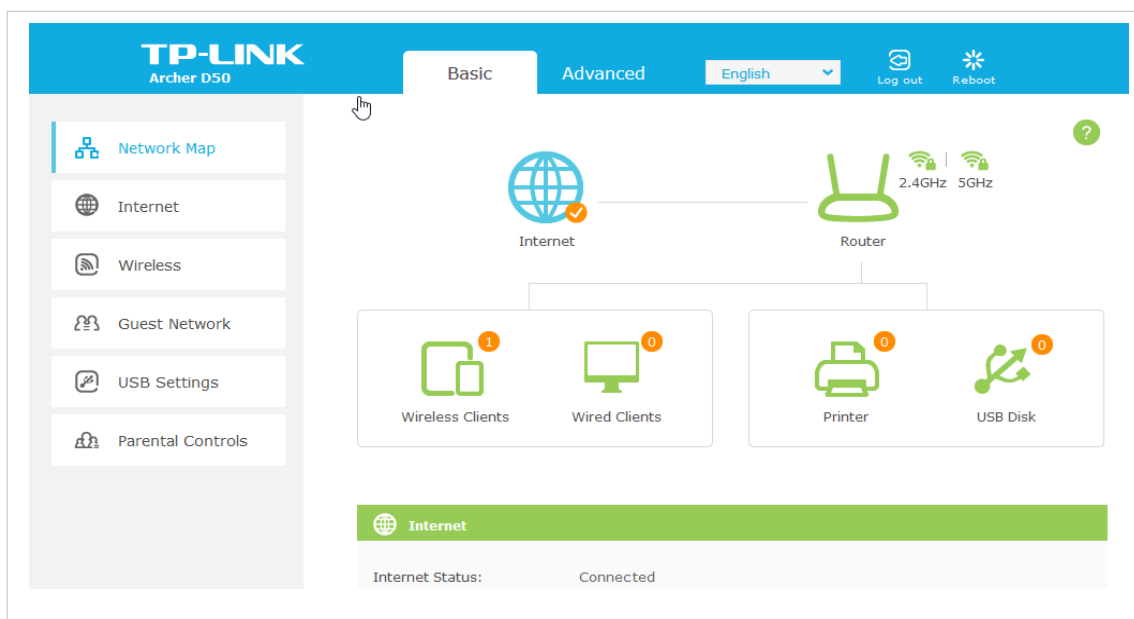 TP-LINK
Archer D50
Basic
Advanced
English
Log out
Reboot
Network Map
Internet
Wireless
Guest Network
USB Settings
Parental Controls
?
2.4GHz 5GHz
Internet
Router
1
0
0
0
Wireless Clients
Wired Clients
Printer
USB Disk
Internet
Internet Status: Connected